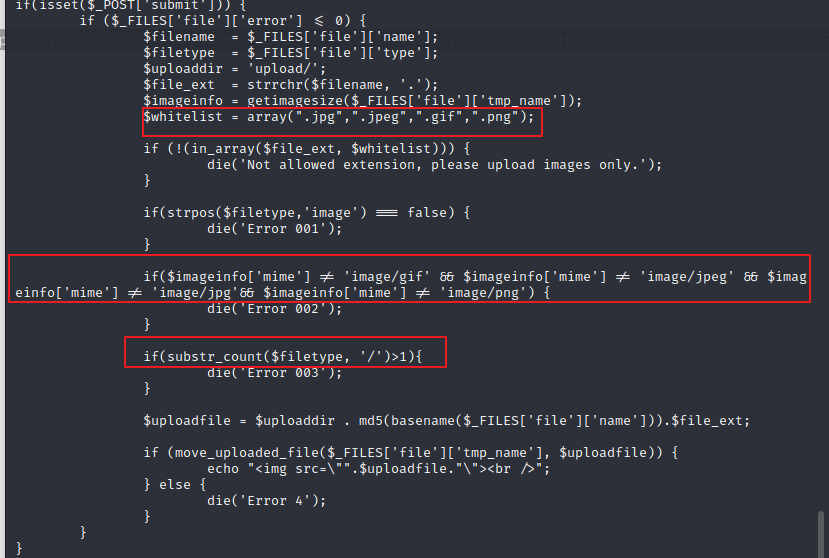 if(isset($_POST['submit'])) {
if ($_FILES['file']['error'] <= 0) {
$filename  = $_FILES['file']['name'];
$filetype  = $_FILES['file']['type'];
$uploaddir = 'upload/';
$file_ext  = strrchr($filename, '.');
$imageinfo = getimagesize($_FILES['file']['tmp_name']);
$whitelist = array(".jpg",".jpeg",".gif",".png");
if (!(in_array($file_ext, $whitelist))) {
die('Not allowed extension, please upload images only.');
}
if(strpos($filetype,'image') === false) {
die('Error 001');
}
if($imageinfo['mime'] != 'image/gif' && $imageinfo['mime'] != 'image/jpeg' && $imag
einfo['mime'] != 'image/jpg'&& $imageinfo['mime'] != 'image/png') {
die('Error 002');
}
if(substr_count($filetype, '/')>1){
die('Error 003');
}
$uploadfile = $uploaddir . md5(basename($_FILES['file']['name'])).$file_ext;
if (move_uploaded_file($_FILES['file']['tmp_name'], $uploadfile)) {
echo "<img src=\"".$uploadfile."\"><br />";
} else {
die('Error 4');
}
}
}